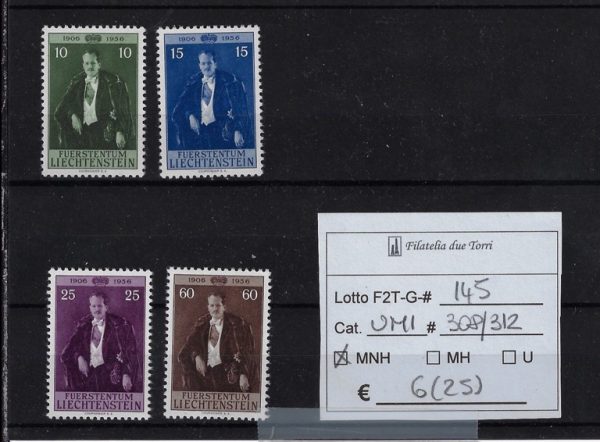 1906 1956
10 10
FUERSTENTUM
LIECHTENSTEIN
1906 1956
15 15
FUERSTENTUM
LIECHTENSTEIN
1906 1956
25 25
FUERSTENTUM
LIECHTENSTEIN
1906 1956
60 60
FUERSTENTUM
LIECHTENSTEIN
Filatelia due Torri
Lotto F2T-G-# 145
Cat. UMI # 308/312
MNH MH U
€ 6(25)